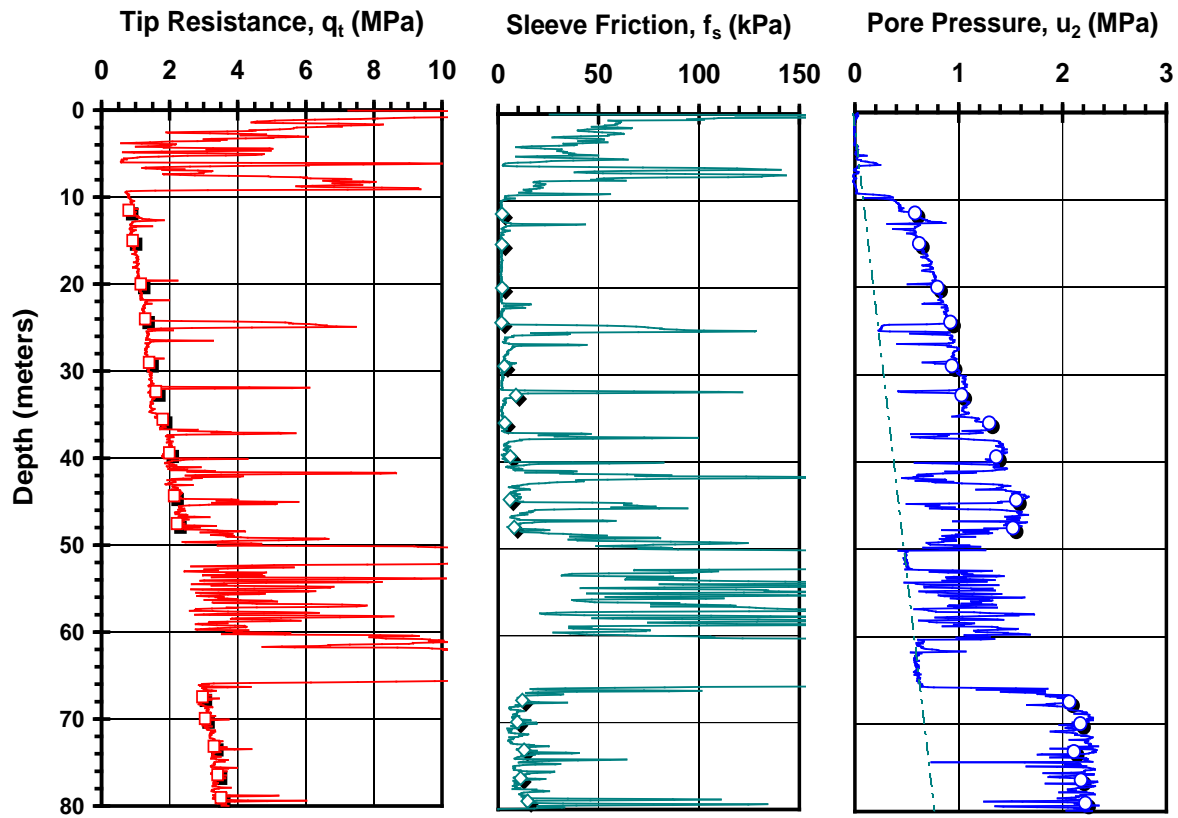 Tip Resistance, qt (MPa)
Sleeve Friction, fs (kPa)
Pore Pressure, u2 (MPa)
0 2 4 6 8 10
0 50 100 150
0 1 2 3
0
10
20
30
40
50
60
70
80
Depth (meters)